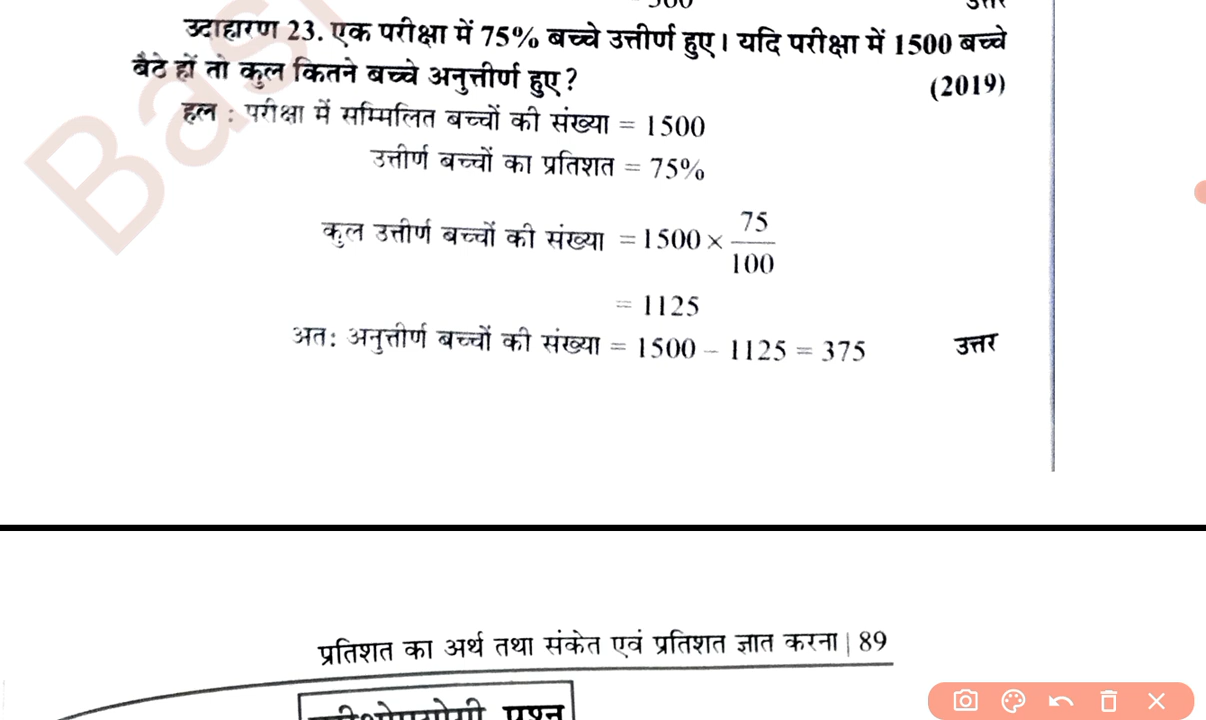 उदाहरण 23. एक परीक्षा में 75% बच्चे उत्तीर्ण हुए। यदि परीक्षा में 1500 बच्चे
बैठे हों तो कुल कितने बच्चे अनुत्तीर्ण हुए?
(2019)
हल : परीक्षा में सम्मिलित बच्चों की संख्या = 1500
उत्तीर्ण बच्चों का प्रतिशत = 75%
कुल उत्तीर्ण बच्चों की संख्या = 1500 × 75/100
= 1125
अतः अनुत्तीर्ण बच्चों की संख्या = 1500 – 1125 = 375 उत्तर
प्रतिशत का अर्थ तथा संकेत एवं प्रतिशत ज्ञात करना | 89
प्रश्न